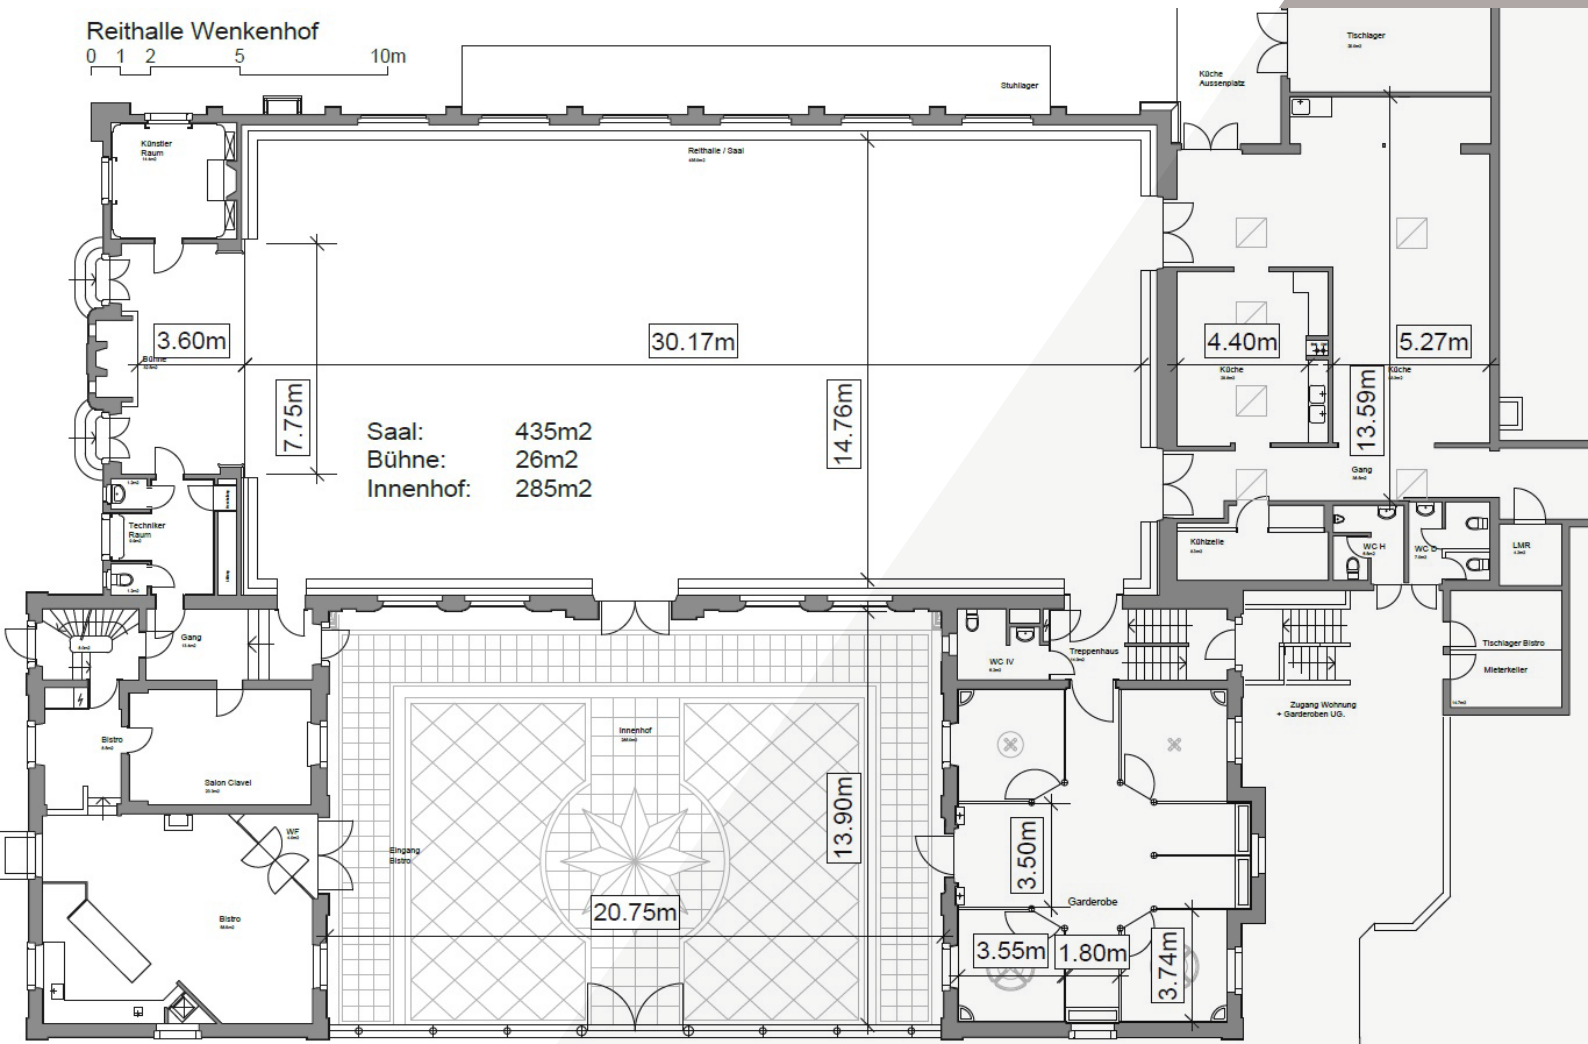 Reithalle Wenkenhof
0 1 2 5 10m
Tischlager
Küche
Aussenplatz
Stuhllager
Künstler
Raum
Reithalle / Saal
3.60m
30.17m
4.40m
5.27m
Bühne
Küche
Küche
7.75m
14.76m
13.59m
Saal: 435m2
Bühne: 26m2
Innenhof: 285m2
Gang
Techniker
Raum
Kühlzelle
WC H
WC D
LMR
Gang
WC IV
Treppenhaus
Tischlager Bistro
Mieterkeller
Zugang Wohnung
+ Garderoben UG.
Bistro
Innenhof
Salon Clavel
WF
Eingang
Bistro
13.90m
3.50m
Garderobe
Bistro
20.75m
3.55m
1.80m
3.74m